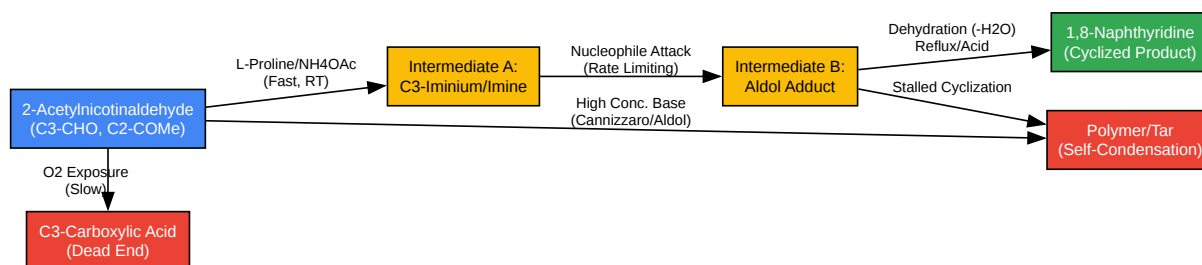 Dehydration (-H2O)
Reflux/Acid
1,8-Naphthyridine
(Cyclized Product)
L-Proline/NH4OAc
(Fast, RT)
Intermediate A:
C3-Iminium/Imine
Nucleophile Attack
(Rate Limiting)
Intermediate B:
Aldol Adduct
2-Acetylnicotinaldehyde
(C3-CHO, C2-COMe)
High Conc. Base
(Cannizzaro/Aldol)
Stalled Cyclization
Polymer/Tar
(Self-Condensation)
O2 Exposure
(Slow)
C3-Carboxylic Acid
(Dead End)